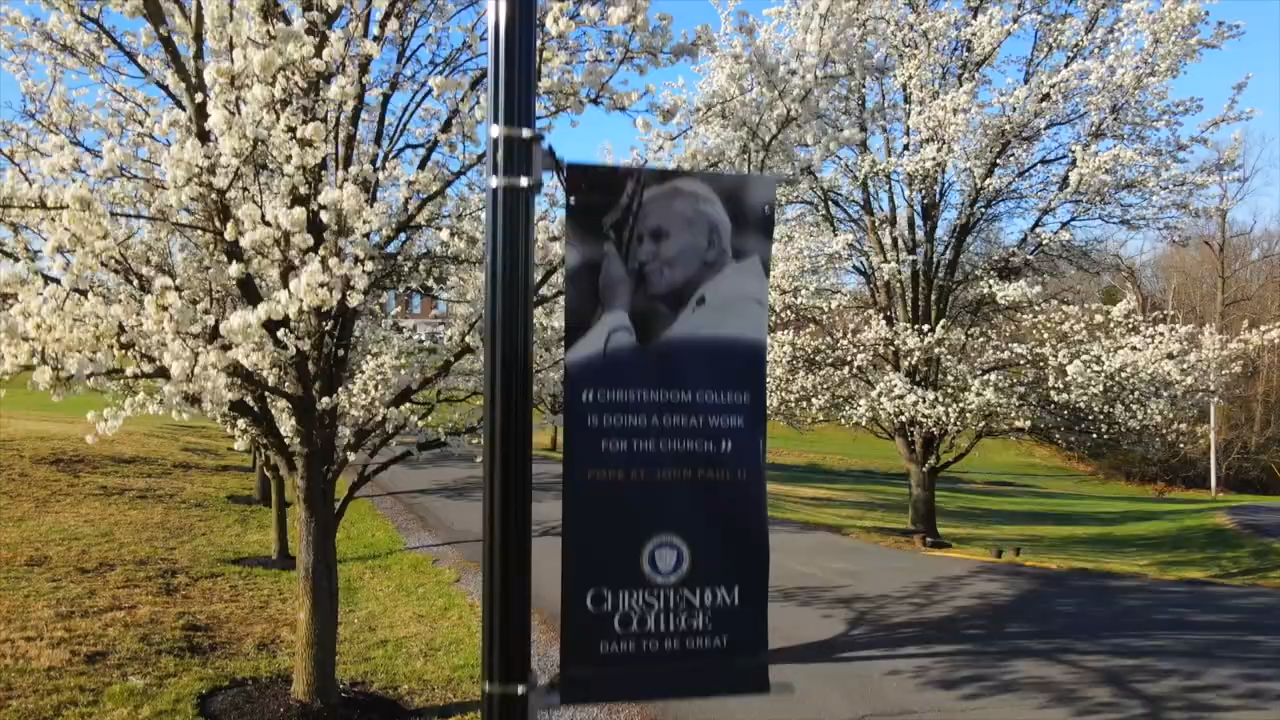 “ CHRISTENDOM COLLEGE
IS DOING A GREAT WORK
FOR THE CHURCH. ”
POPE ST. JOHN PAUL II
CHRISTENDOM
COLLEGE
DARE TO BE GREAT